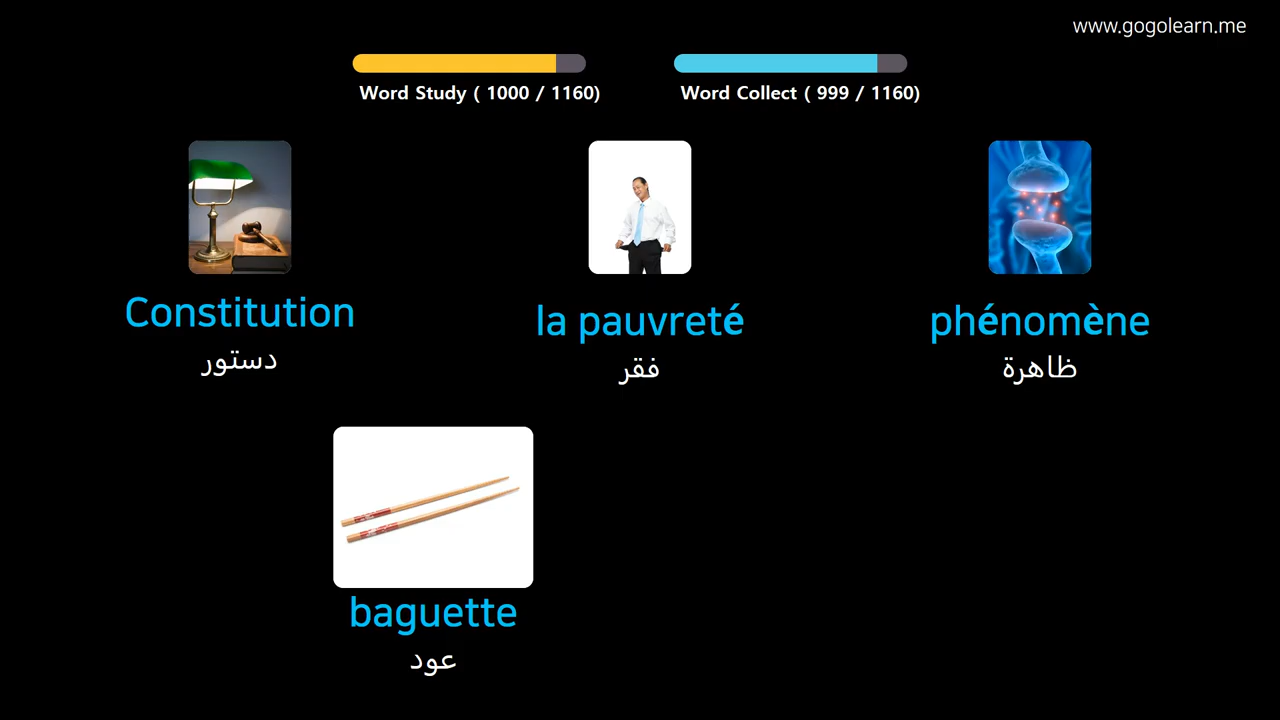 www.gogolearn.me
Word Study ( 1000 / 1160)
Word Collect ( 999 / 1160)
Constitution
دستور
la pauvreté
فقر
phénomène
ظاهرة
baguette
عود